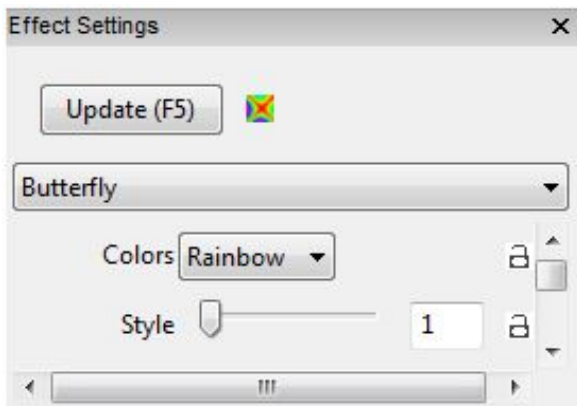 Effect Settings
Update (F5)
Butterfly
Colors Rainbow
Style 1